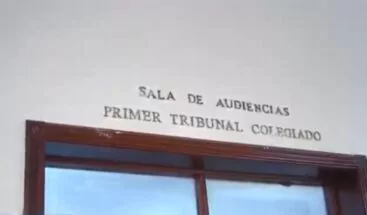 SALA DE AUDIENCIAS
PRIMER TRIBUNAL COLEGIADO